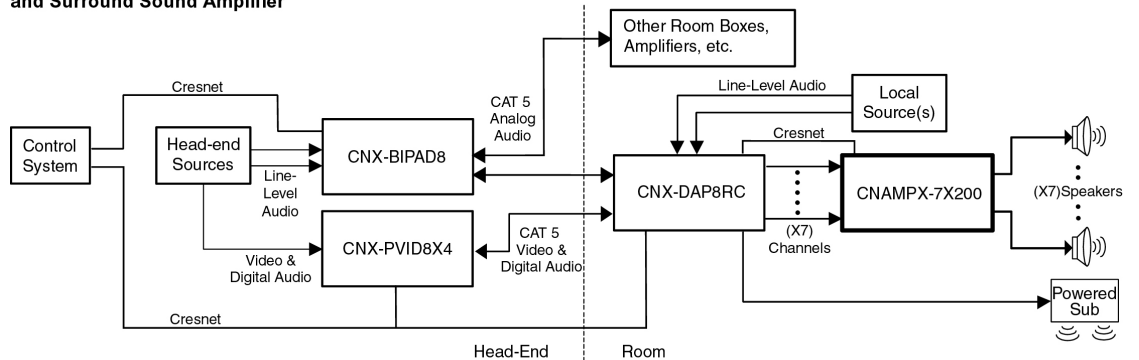 and Surround Sound Amplifier
Other Room Boxes,
Amplifiers, etc.
Cresnet
CAT 5
Analog
Audio
Line-Level Audio
Local
Source(s)
Control
System
Head-end
Sources
CNX-BIPAD8
Cresnet
Line-
Level
Audio
CNX-DAP8RC
CNAMPX-7X200
(X7)Speakers
CNX-PVID8X4
CAT 5
Video &
Digital Audio
(X7)
Channels
Video &
Digital Audio
Powered
Sub
Cresnet
Head-End
Room